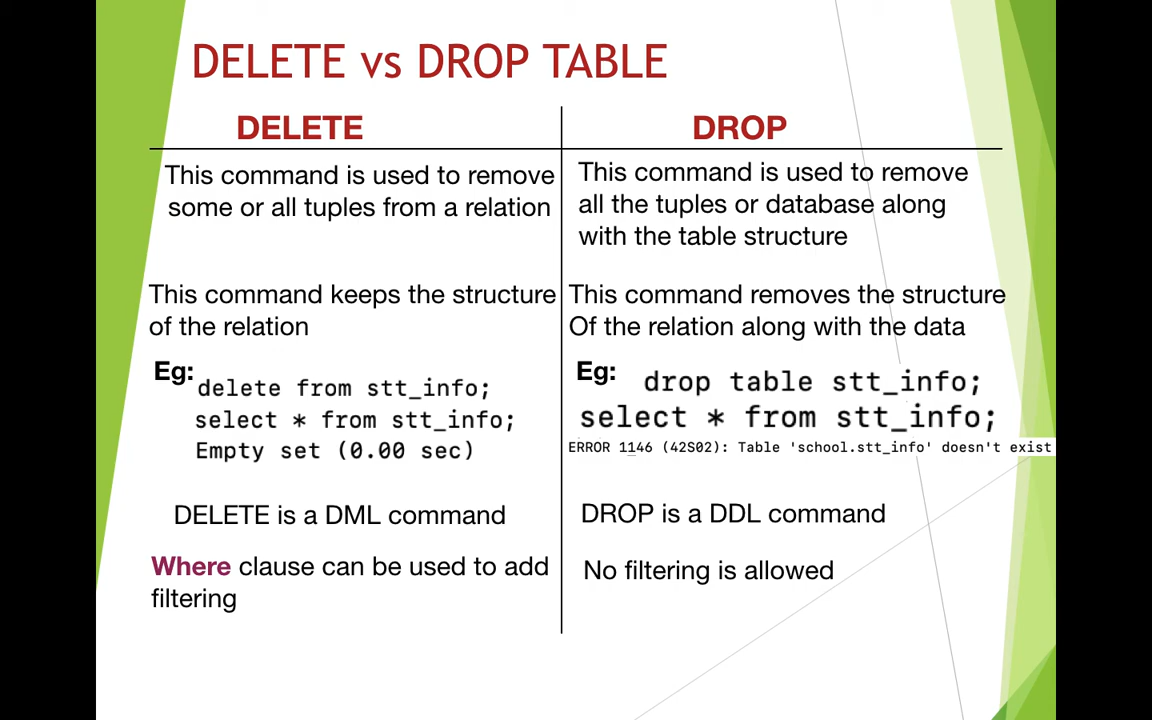 DELETE vs DROP TABLE
DELETE
This command is used to remove
some or all tuples from a relation
This command keeps the structure
of the relation
Eg:
delete from stt_info;
select * from stt_info;
Empty set (0.00 sec)
DELETE is a DML command
Where clause can be used to add
filtering
DROP
This command is used to remove
all the tuples or database along
with the table structure
This command removes the structure
Of the relation along with the data
Eg:
drop table stt_info;
select * from stt_info;
ERROR 1146 (42S02): Table 'school.stt_info' doesn't exist
DROP is a DDL command
No filtering is allowed